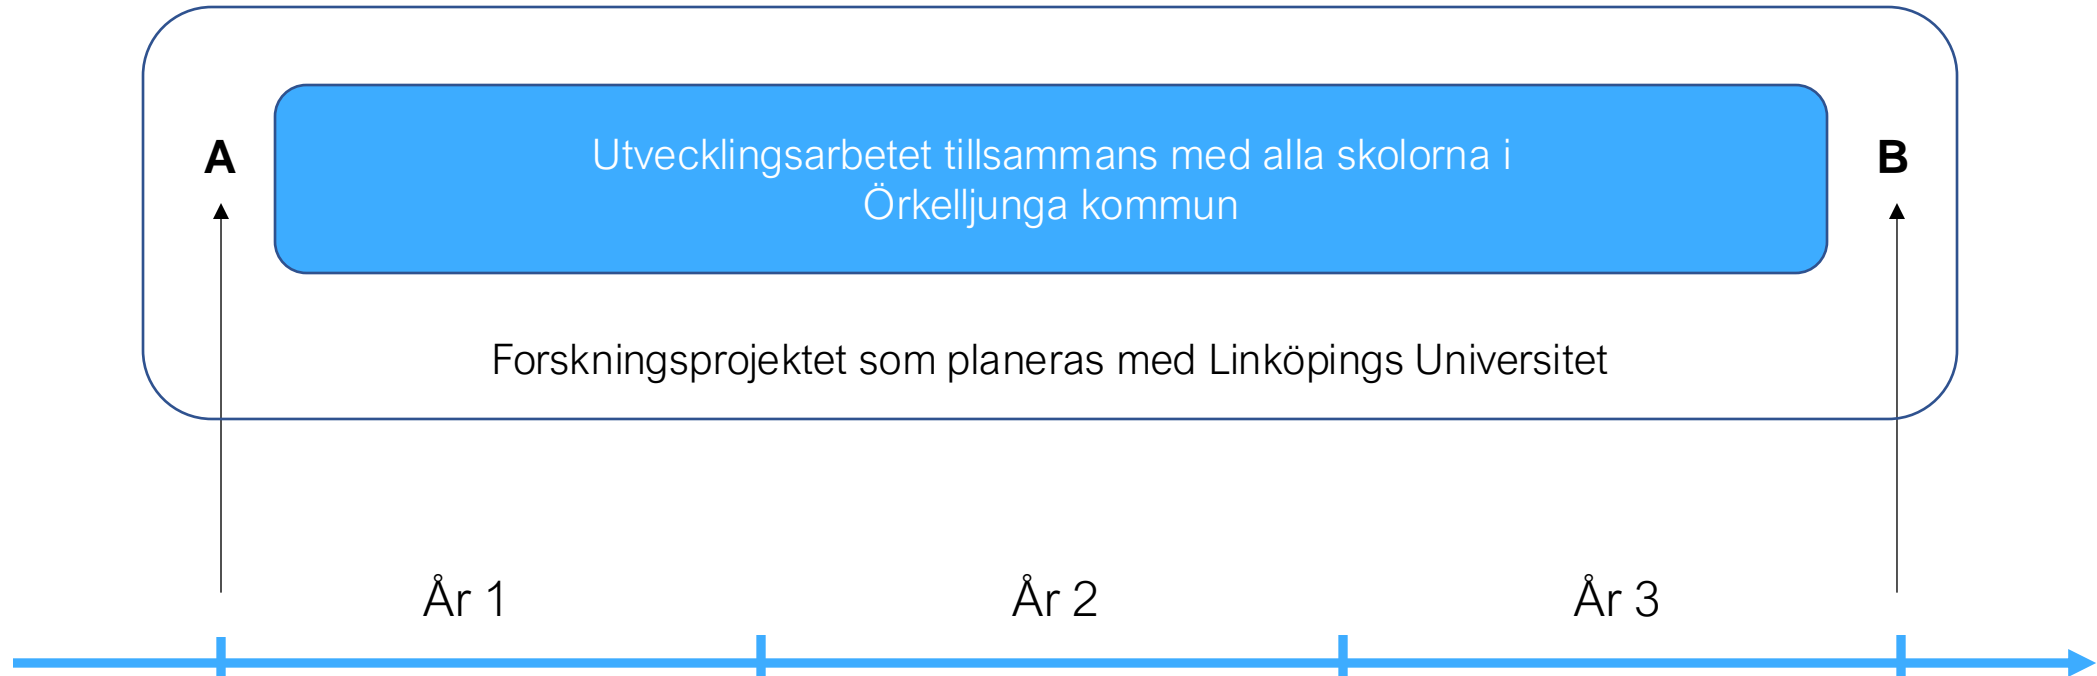 A
Utvecklingsarbetet tillsammans med alla skolorna i
Örkelljunga kommun
B
Forskningsprojektet som planeras med Linköpings Universitet
År 1
År 2
År 3